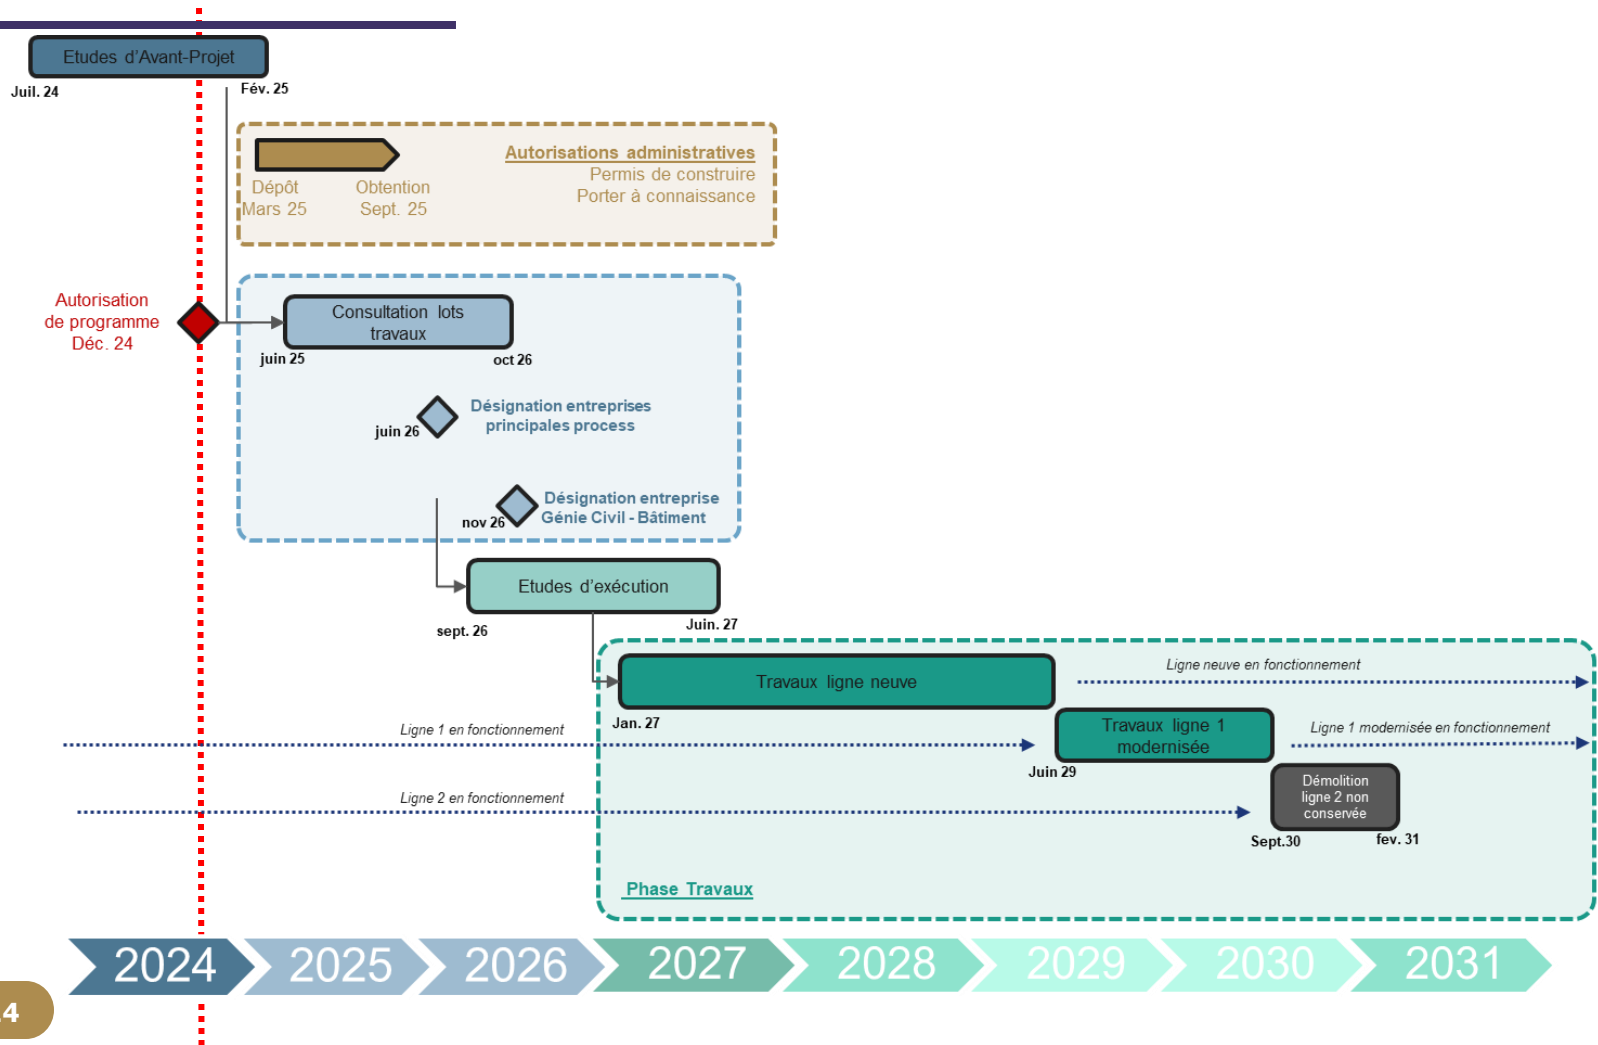 Etudes d'Avant-Projet
Juil. 24
Fév. 25
Autorisations administratives
Permis de construire
Porter à connaissance
Dépôt
Mars 25
Obtention
Sept. 25
Autorisation
de programme
Déc. 24
Consultation lots
travaux
juin 25
oct 26
Désignation entreprises
principales process
juin 26
Désignation entreprise
Génie Civil - Bâtiment
nov 26
Etudes d'exécution
sept. 26
Juin. 27
Travaux ligne neuve
Jan. 27
Ligne neuve en fonctionnement
Ligne 1 en fonctionnement
Travaux ligne 1
modernisée
Juin 29
Ligne 1 modernisée en fonctionnement
Ligne 2 en fonctionnement
Démolition
ligne 2 non
conservée
Sept.30
fev. 31
Phase Travaux
2024
2025
2026
2027
2028
2029
2030
2031
4